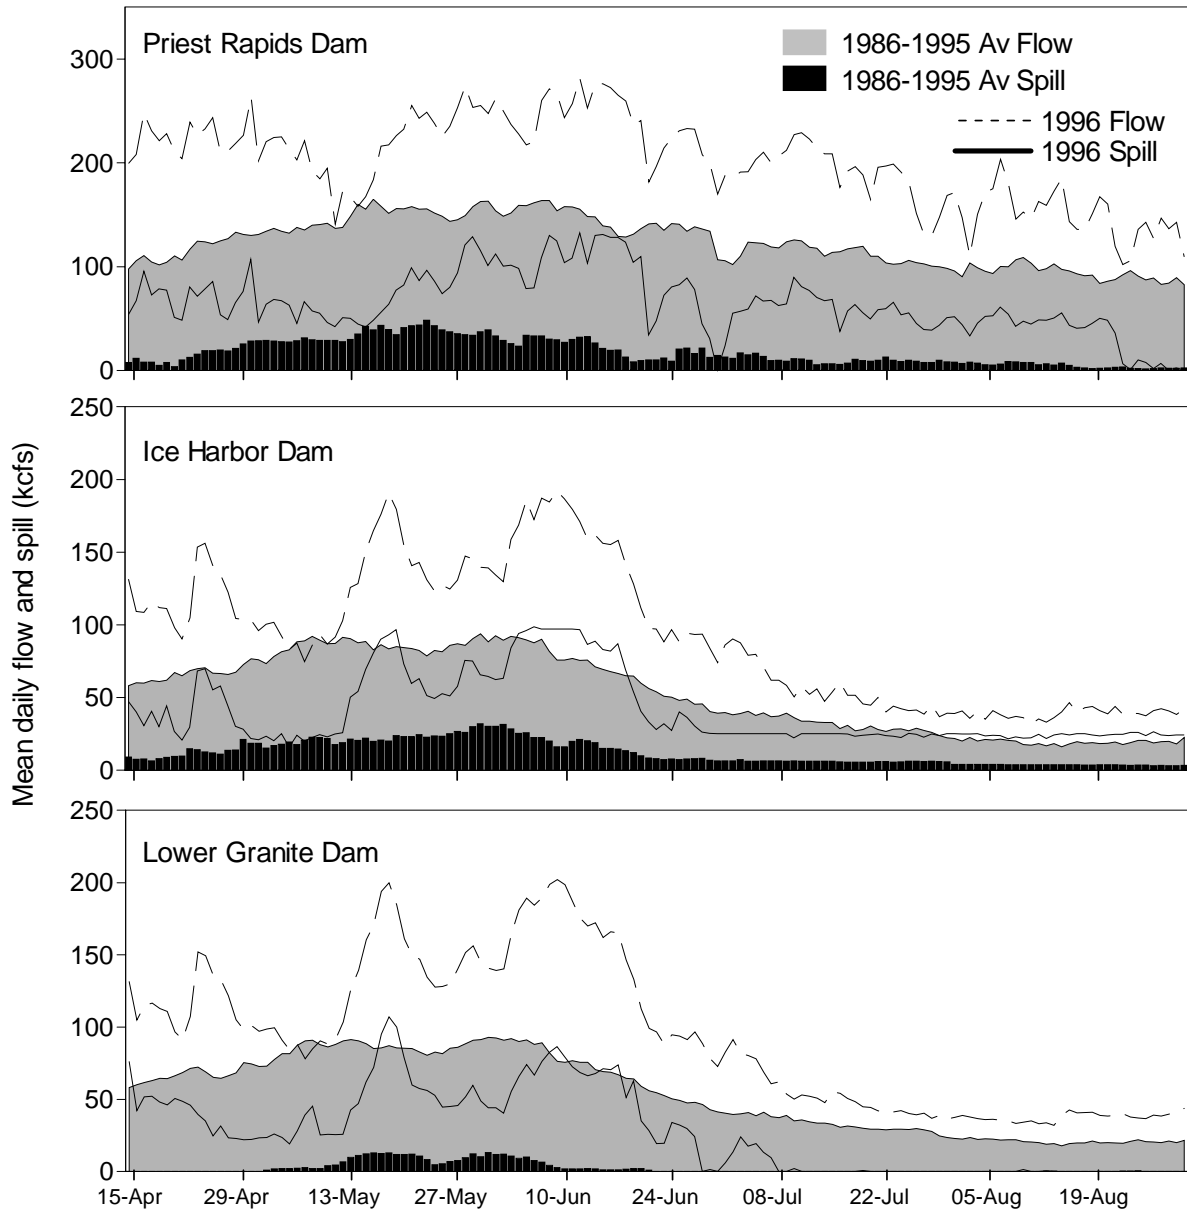 Priest Rapids Dam
1986-1995 Av Flow
1986-1995 Av Spill
1996 Flow
1996 Spill
300
200
100
0
250
Ice Harbor Dam
200
150
100
50
0
250
Lower Granite Dam
200
150
100
50
0
Mean daily flow and spill (kcfs)
15-Apr 29-Apr 13-May 27-May 10-Jun 24-Jun 08-Jul 22-Jul 05-Aug 19-Aug